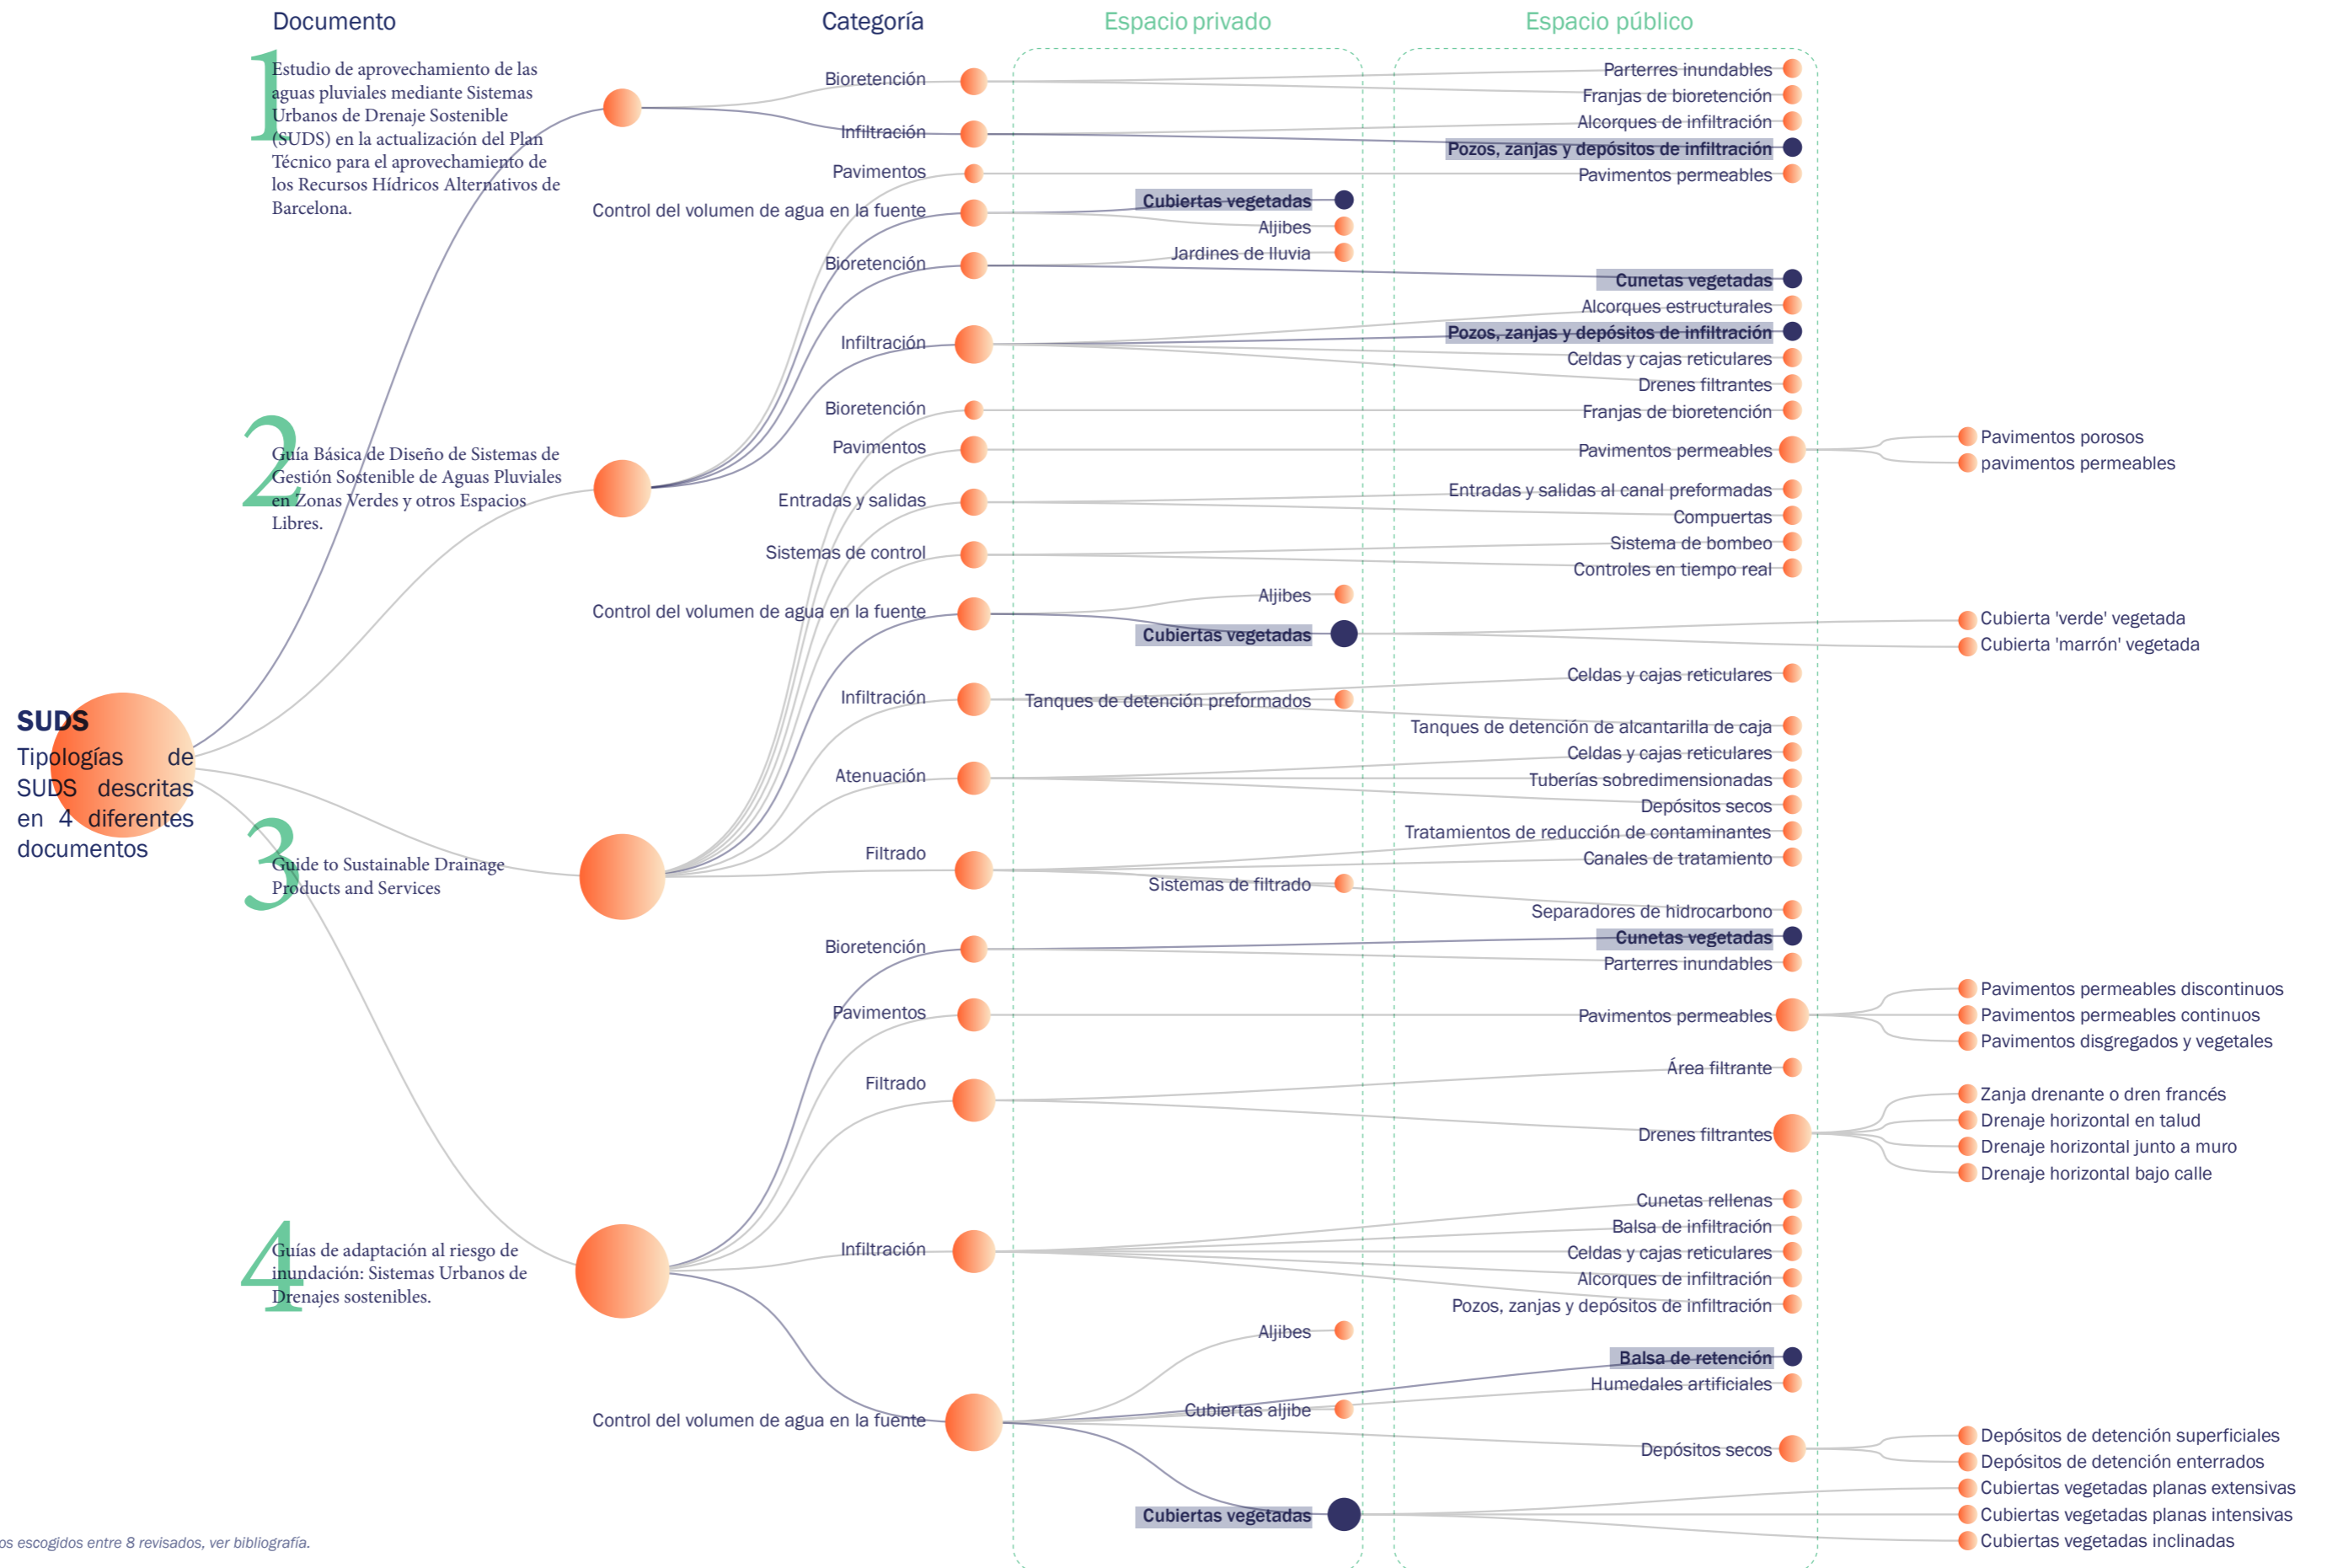 Documento
Categoría
Espacio privado
Espacio público
1
Estudio de aprovechamiento de las
aguas pluviales mediante Sistemas
Urbanos de Drenaje Sostenible
(SUDS) en la actualización del Plan
Técnico para el aprovechamiento de
los Recursos Hídricos Alternativos de
Barcelona.
2
Guía Básica de Diseño de Sistemas de
Gestión Sostenible de Aguas Pluviales
en Zonas Verdes y otros Espacios
Libres.
SUDS
Tipologías de
SUDS descritas
en 4 diferentes
documentos
3
Guide to Sustainable Drainage
Products and Services
4
Guías de adaptación al riesgo de
inundación: Sistemas Urbanos de
Drenajes sostenibles.
Bioretención
Infiltración
Pavimentos
Control del volumen de agua en la fuente
Bioretención
Infiltración
Bioretención
Pavimentos
Entradas y salidas
Sistemas de control
Control del volumen de agua en la fuente
Infiltración
Atenuación
Filtrado
Bioretención
Pavimentos
Filtrado
Infiltración
Control del volumen de agua en la fuente
Cubiertas vegetadas
Aljibes
Jardines de lluvia
Aljibes
Cubiertas vegetadas
Tanques de detención preformados
Sistemas de filtrado
Aljibes
Cubiertas aljibe
Cubiertas vegetadas
Parterres inundables
Franjas de bioretención
Alcorques de infiltración
Pozos, zanjas y depósitos de infiltración
Pavimentos permeables
Cunetas vegetadas
Alcorques estructurales
Pozos, zanjas y depósitos de infiltración
Celdas y cajas reticulares
Drenes filtrantes
Franjas de bioretención
Pavimentos permeables
Entradas y salidas al canal preformadas
Compuertas
Sistema de bombeo
Controles en tiempo real
Celdas y cajas reticulares
Tanques de detención de alcantarilla de caja
Celdas y cajas reticulares
Tuberías sobredimensionadas
Depósitos secos
Tratamientos de reducción de contaminantes
Canales de tratamiento
Separadores de hidrocarbono
Cunetas vegetadas
Parterres inundables
Pavimentos permeables
Área filtrante
Drenes filtrantes
Cunetas rellenas
Balsa de infiltración
Celdas y cajas reticulares
Alcorques de infiltración
Pozos, zanjas y depósitos de infiltración
Balsa de retención
Humedales artificiales
Depósitos secos
Pavimentos porosos
pavimentos permeables
Cubierta 'verde' vegetada
Cubierta 'marrón' vegetada
Pavimentos permeables discontinuos
Pavimentos permeables continuos
Pavimentos disgregados y vegetales
Zanja drenante o dren francés
Drenaje horizontal en talud
Drenaje horizontal junto a muro
Drenaje horizontal bajo calle
Depósitos de detención superficiales
Depósitos de detención enterrados
Cubiertas vegetadas planas extensivas
Cubiertas vegetadas planas intensivas
Cubiertas vegetadas inclinadas
os escogidos entre 8 revisados, ver bibliografía.